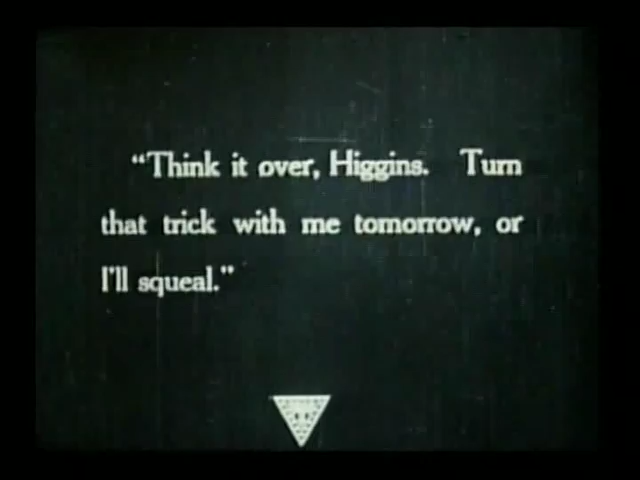 “Think it over, Higgins. Turn
that trick with me tomorrow, or
I'll squeal.”